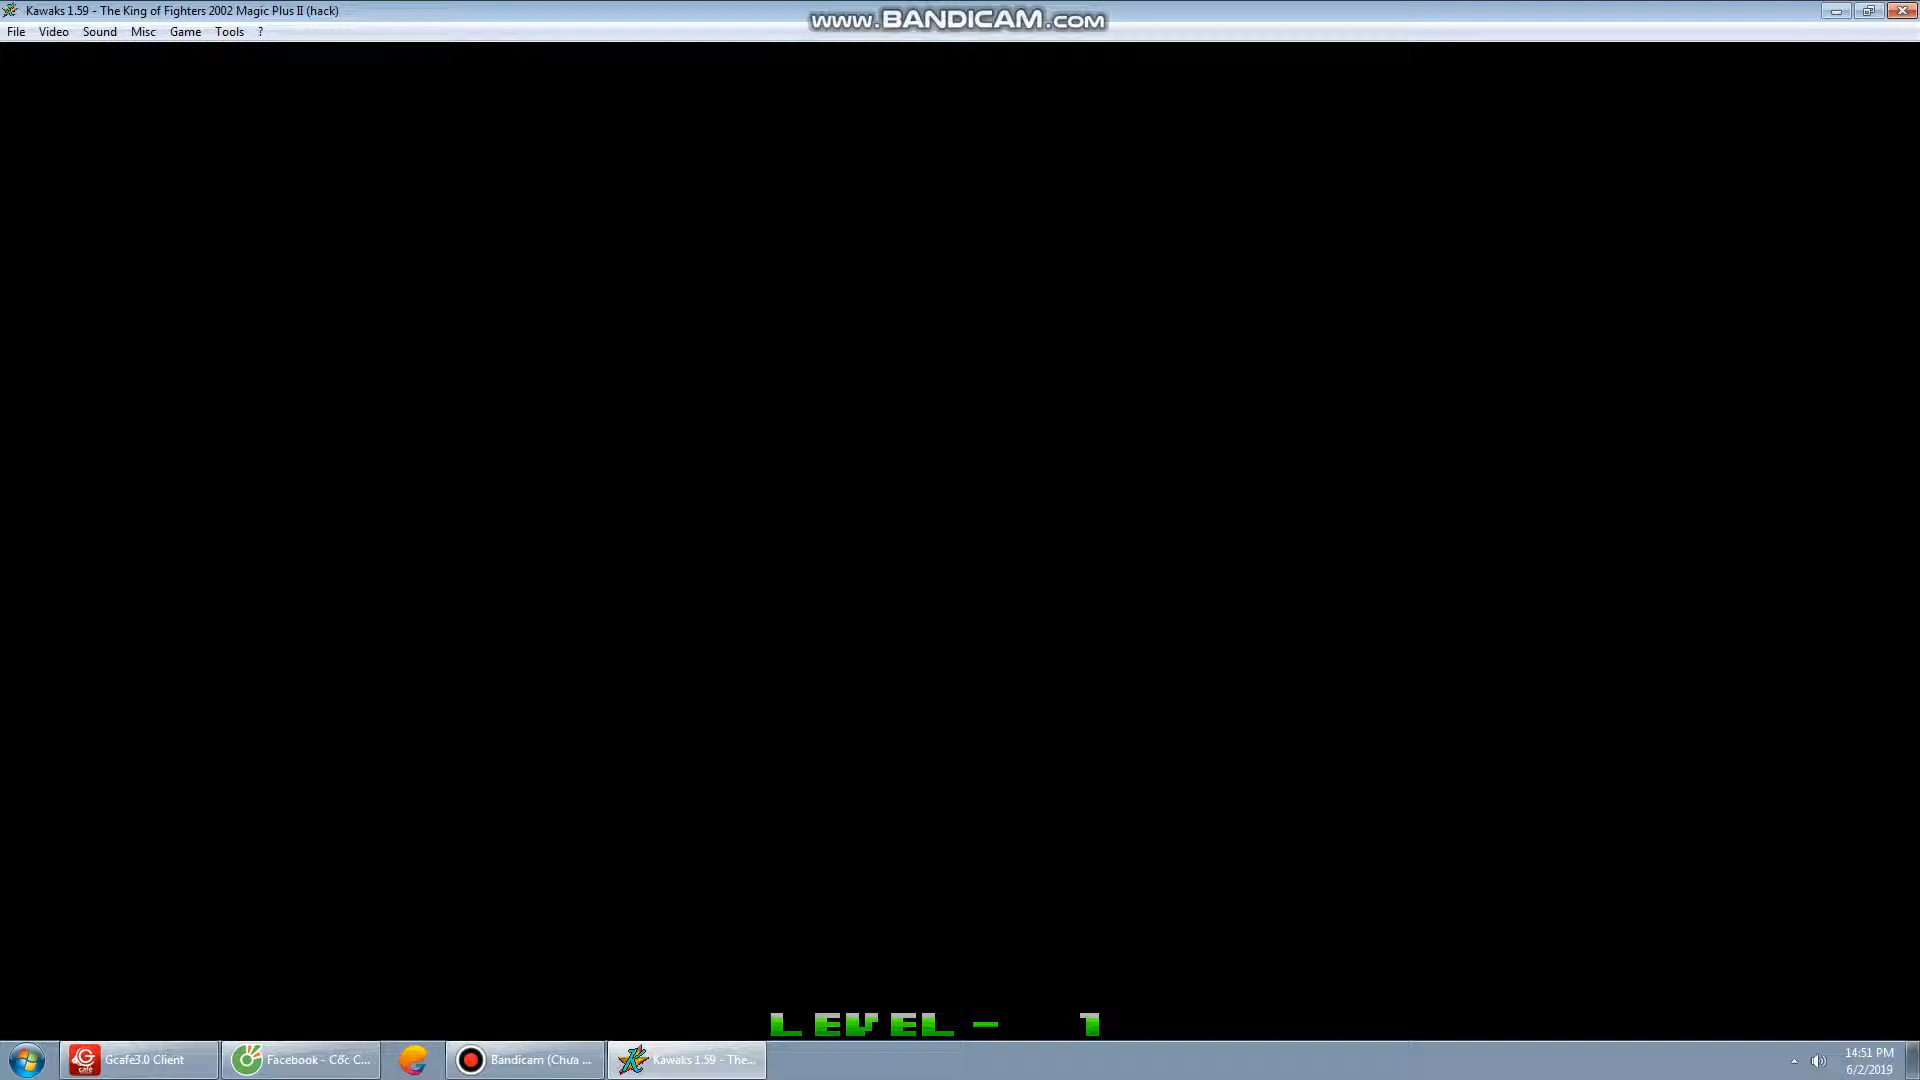 Kawaks 1.59 - The King of Fighters 2002 Magic Plus II (hack)
www.BANDICAM.com
File Video Sound Misc Game Tools ?
LEVEL- 1
Gcafe3.0 Client
Facebook - Cốc C...
Bandicam (Chưa ...
Kawaks 1.59 - The...
14:51 PM
6/2/2019